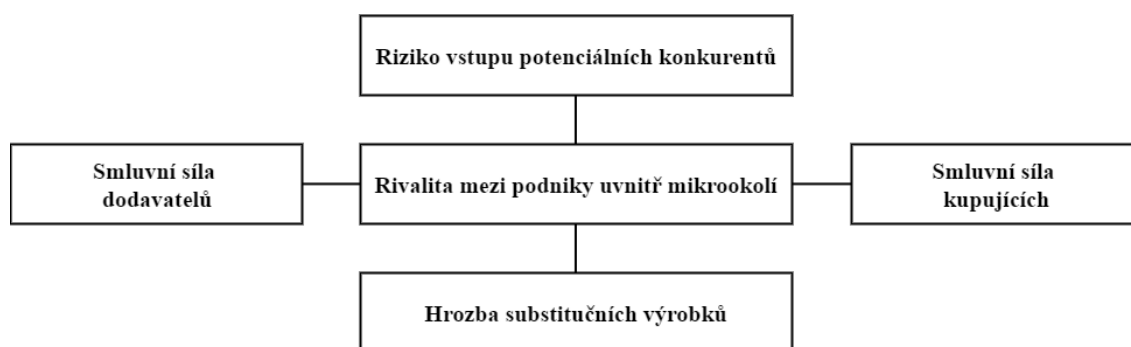 Riziko vstupu potenciálních konkurentů
Smluvní síla
dodavatelů
Rivalita mezi podniky uvnitř mikrookolí
Smluvní síla
kupujících
Hrozba substitučních výrobků